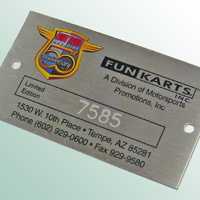 FUNKARTS, INC.
A Division of Motorsports
Promotions, Inc.
Limited
Edition
7585
1530 W. 10th Place • Tempe, AZ 85281
Phone (602) 929-0600 • Fax 929-9580